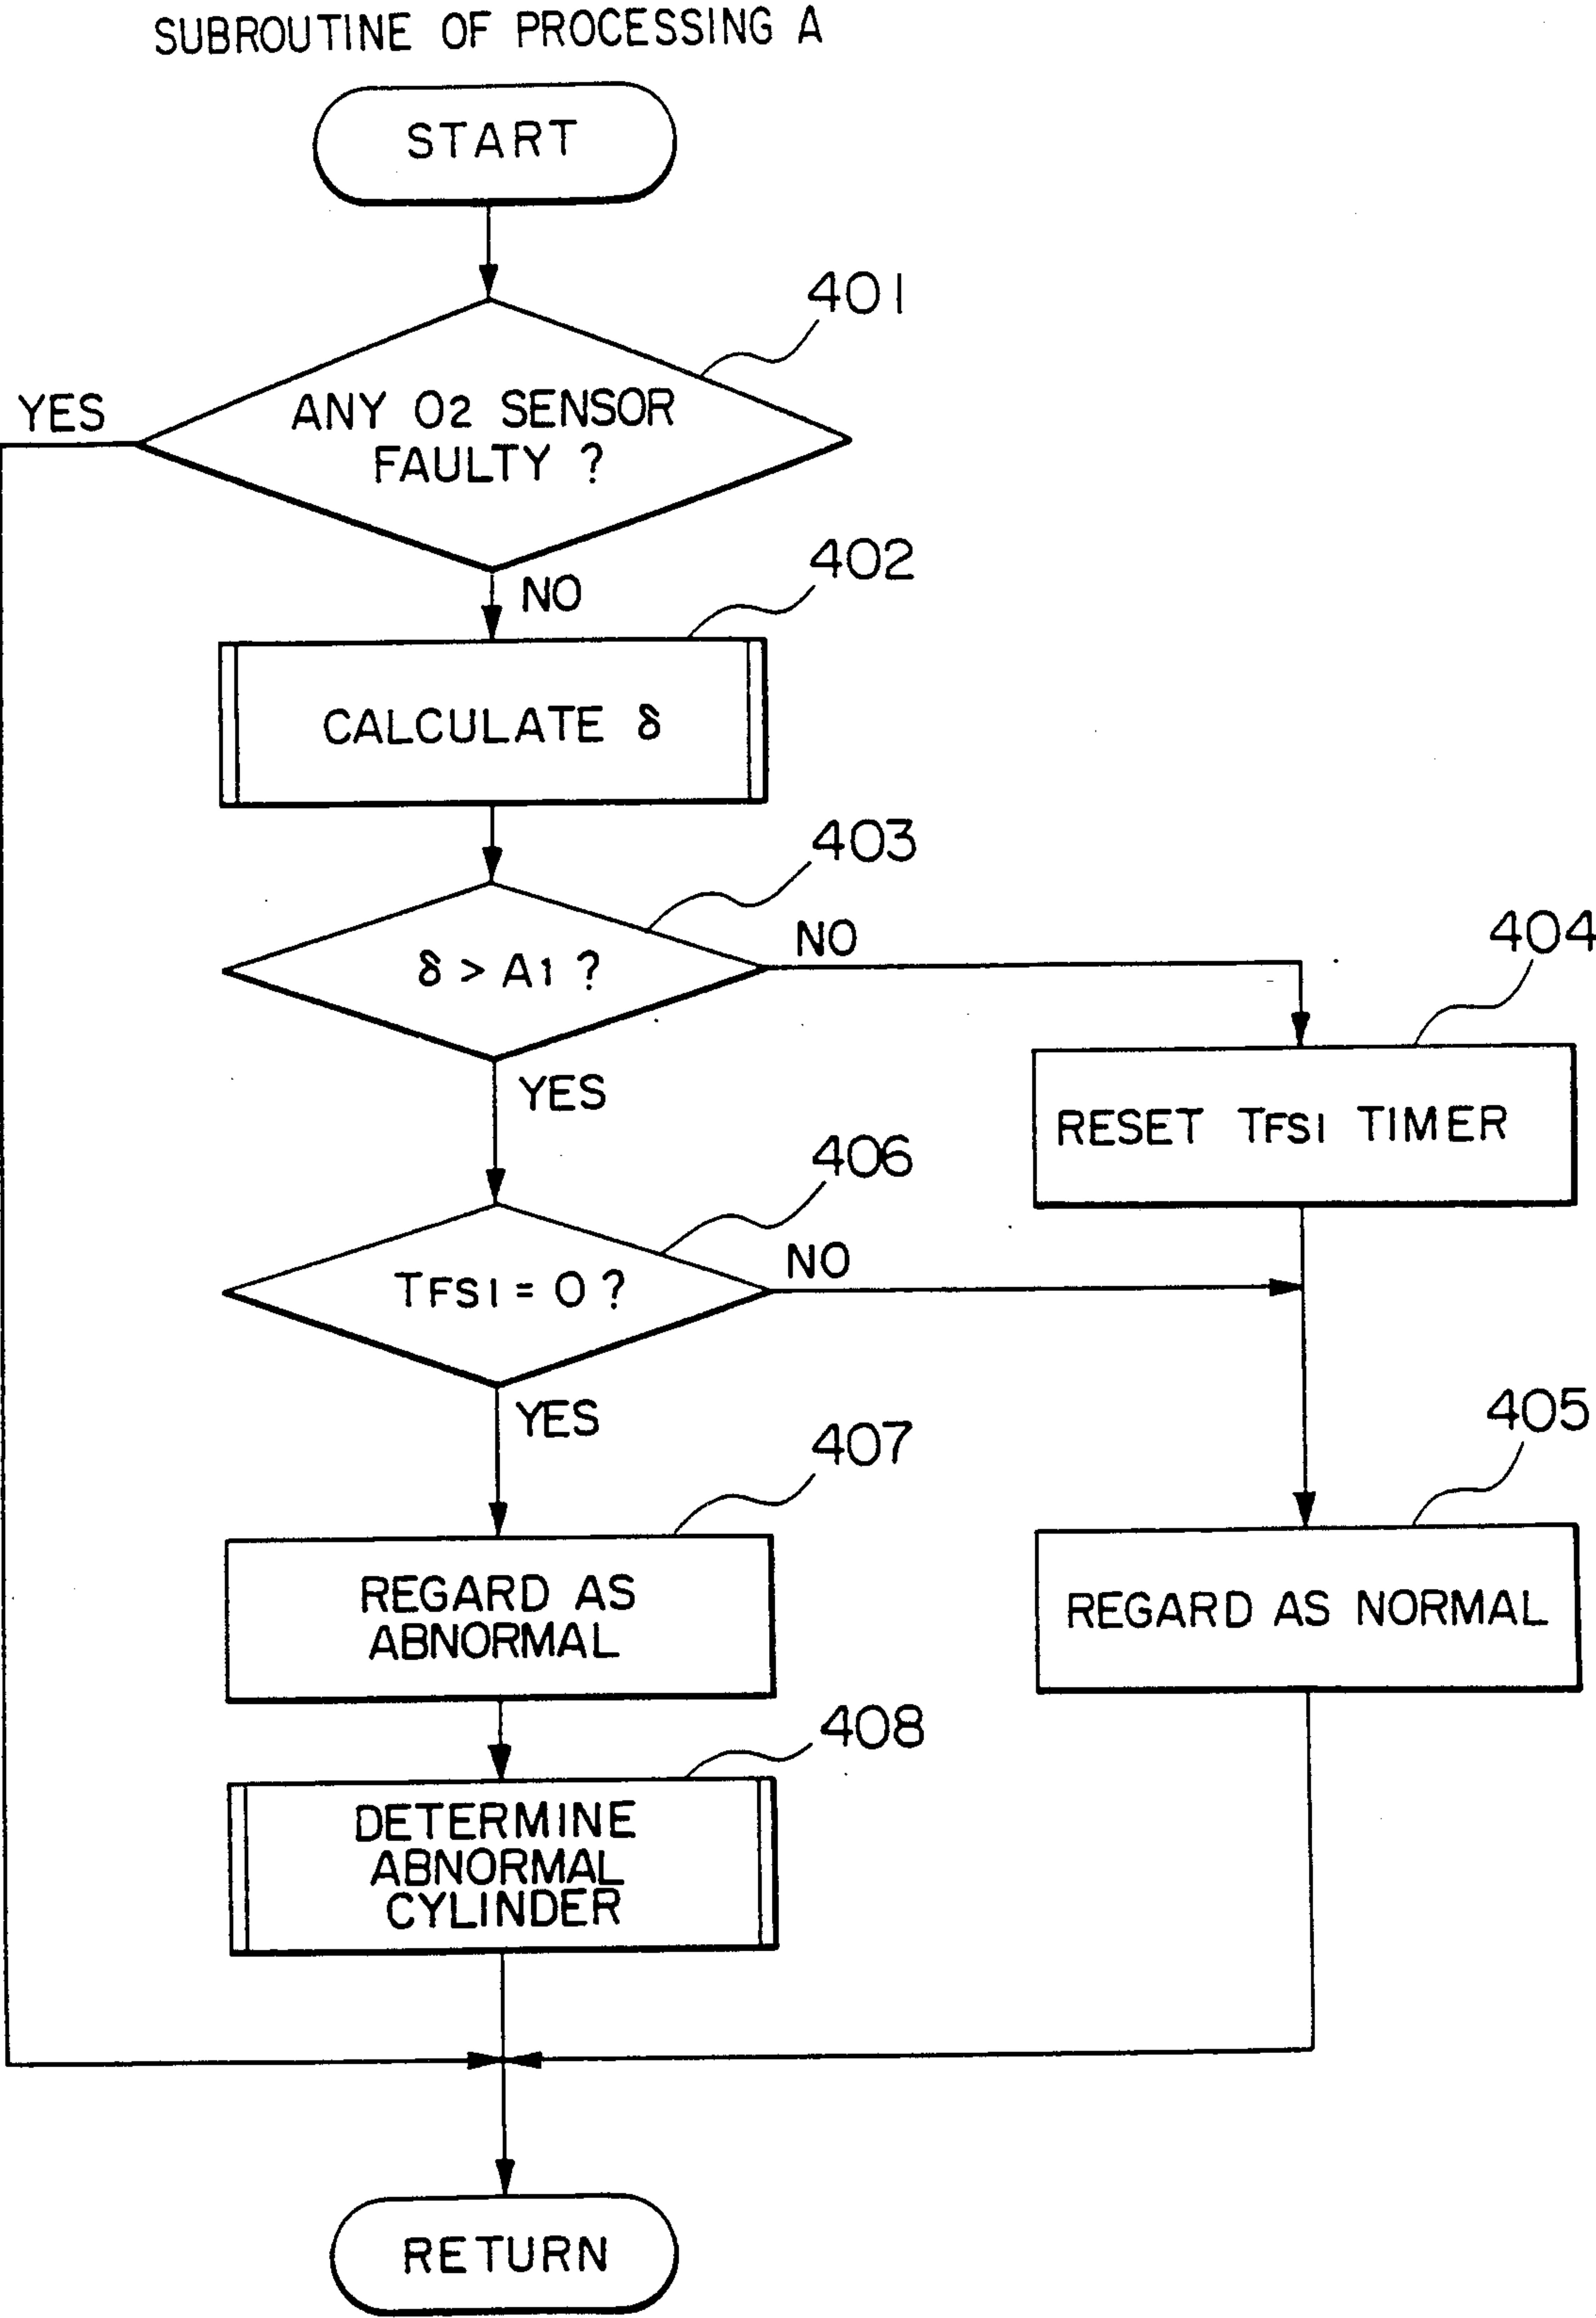 SUBROUTINE OF PROCESSING A
START
401
YES
ANY O2 SENSOR
FAULTY ?
NO
402
CALCULATE δ
403
δ > A1 ?
NO
404
RESET TFS1 TIMER
YES
406
TFS1 = 0 ?
NO
YES
405
REGARD AS NORMAL
407
REGARD AS
ABNORMAL
408
DETERMINE
ABNORMAL
CYLINDER
RETURN